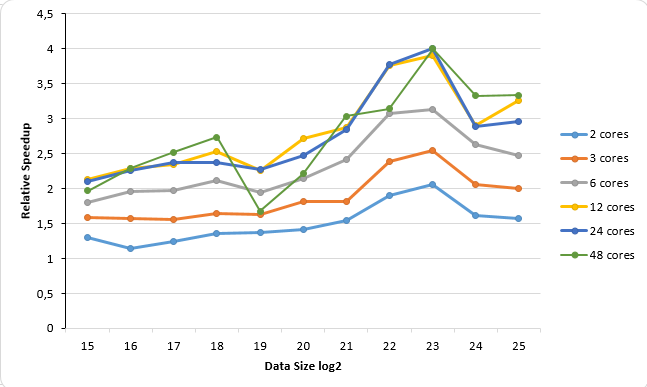 4,5
4
3,5
3
2,5
2
1,5
1
0,5
0
Relative Speedup
15 16 17 18 19 20 21 22 23 24 25
Data Size log2
2 cores
3 cores
6 cores
12 cores
24 cores
48 cores